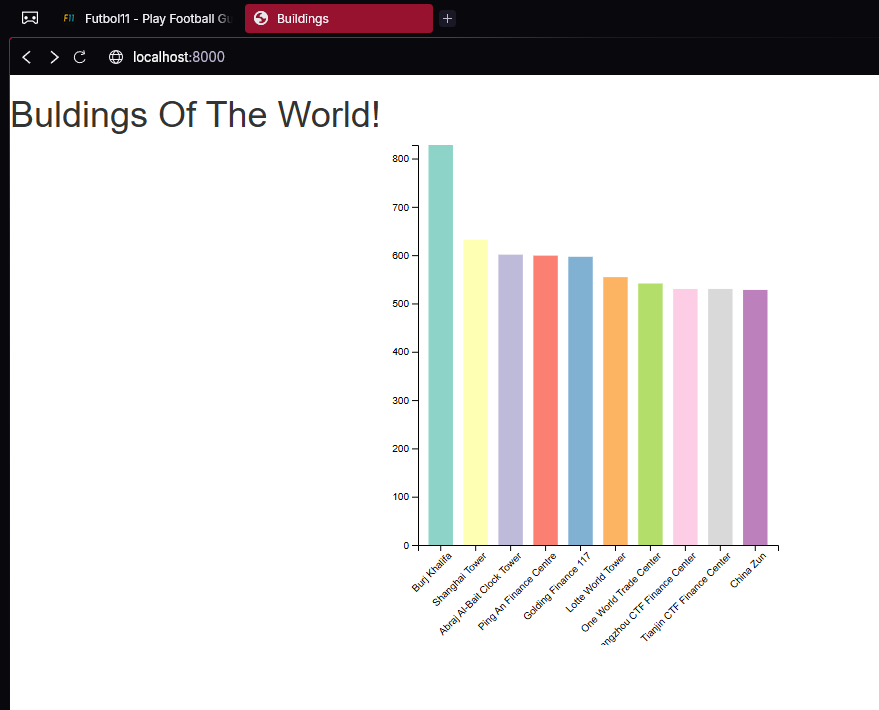 Futbol11 - Play Football Gu
Buildings
localhost:8000
Buldings Of The World!
800
700
600
500
400
300
200
100
0
Burj Khalifa
Shanghai Tower
Abraj Al-Bait Clock Tower
Ping An Finance Centre
Golding Finance 117
Lotte World Tower
One World Trade Center
ngzhou CTF Finance Center
Tianjin CTF Finance Center
China Zun